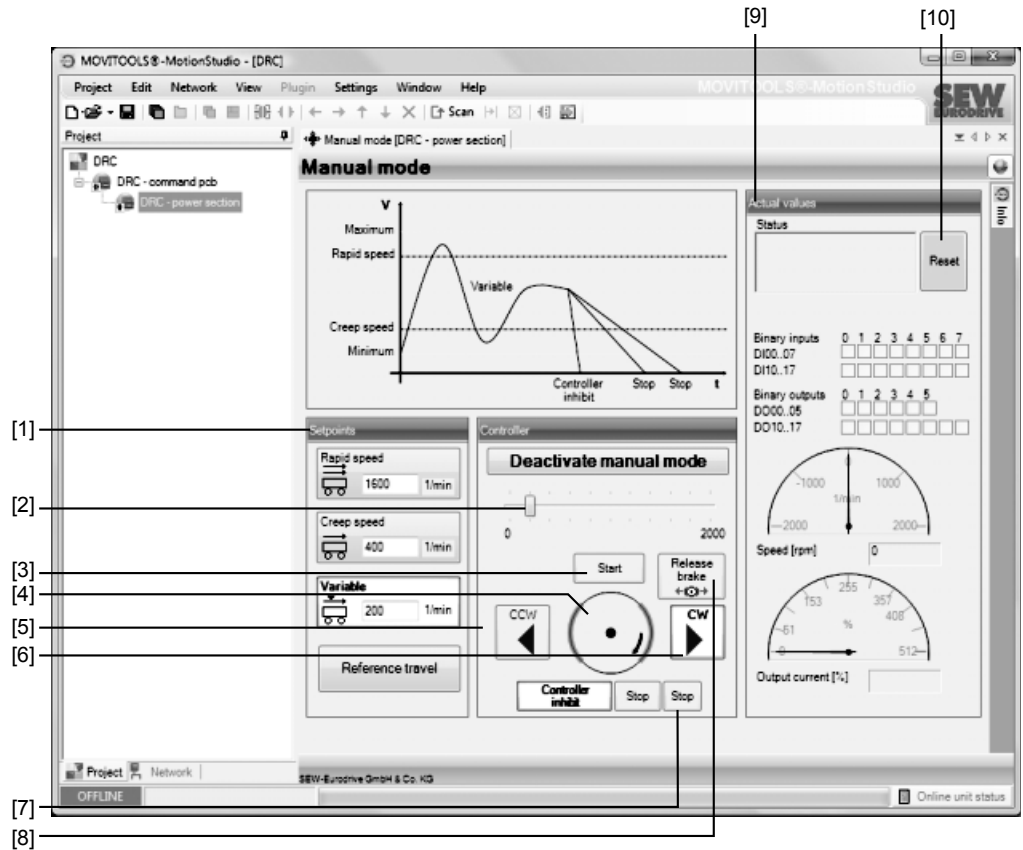 [9]
[10]
MOVITOOLS®-MotionStudio - [DRC]
Project Edit Network View Plugin Settings Window Help
MOVITOOLS®-MotionStudio
SEW
EURODRIVE
Scan
Project
Manual mode [DRC - power section]
DRC
DRC - command pcb
DRC - power section
Manual mode
Info
V
Maximum
Rapid speed
Variable
Creep speed
Minimum
Controller inhibit
Stop
Stop
t
Actual values
Status
Reset
Binary inputs 0 1 2 3 4 5 6 7
DI00..07
DI10..17
Binary outputs 0 1 2 3 4 5
DO00..05
DO10..17
0
-1000 1000
1/min
-2000 2000
Speed [rpm] 0
255
153 357
51 % 408
0 512
Output current [%]
[1]
Setpoints
Rapid speed
1600 1/min
Creep speed
400 1/min
Variable
200 1/min
Reference travel
Controller
Deactivate manual mode
[2]
0 2000
[3]
Start
Release brake
[4]
[5]
CCW
CW
[6]
Controller inhibit
Stop
Stop
[7]
[8]
Project Network
SEW-Eurodrive GmbH & Co. KG
OFFLINE
Online unit status